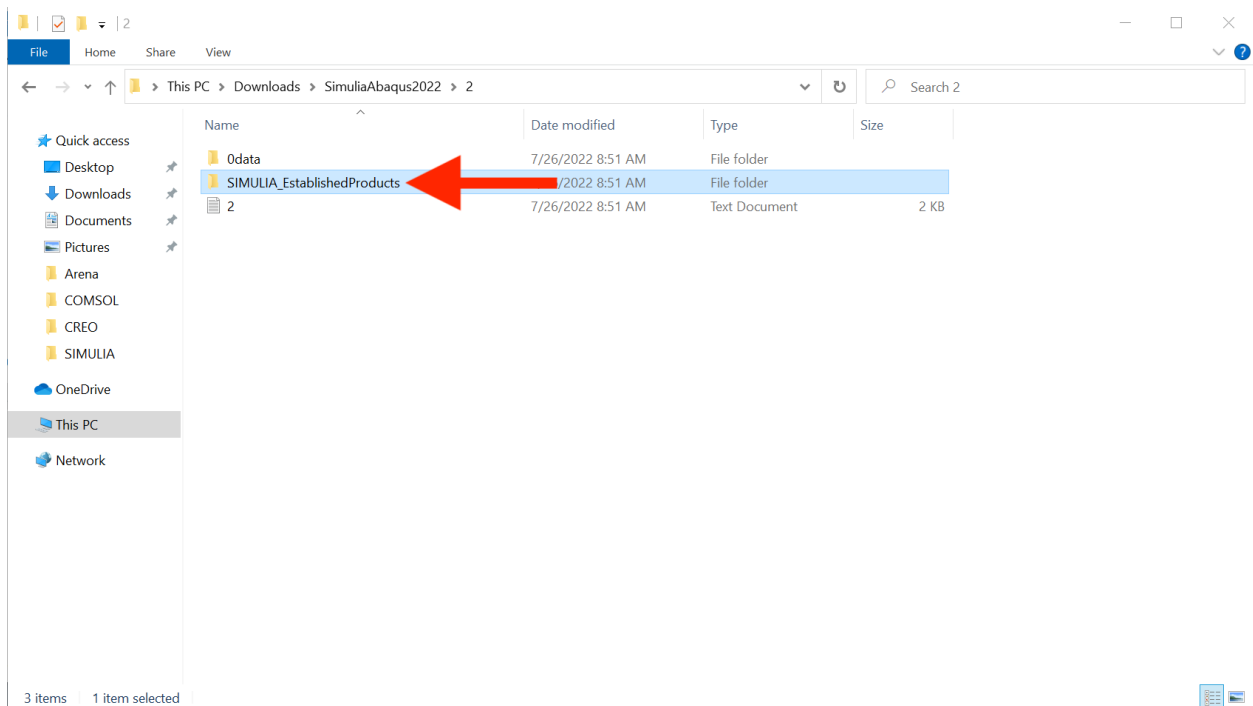 2
File Home Share View
This PC Downloads SimuliaAbaqus2022 2 Search 2
Name Date modified Type Size
Quick access
Desktop
Downloads
Documents
Pictures
Arena
COMSOL
CREO
SIMULIA
OneDrive
This PC
Network
0data 7/26/2022 8:51 AM File folder
SIMULIA_EstablishedProducts /2022 8:51 AM File folder
2 7/26/2022 8:51 AM Text Document 2 KB
3 items 1 item selected